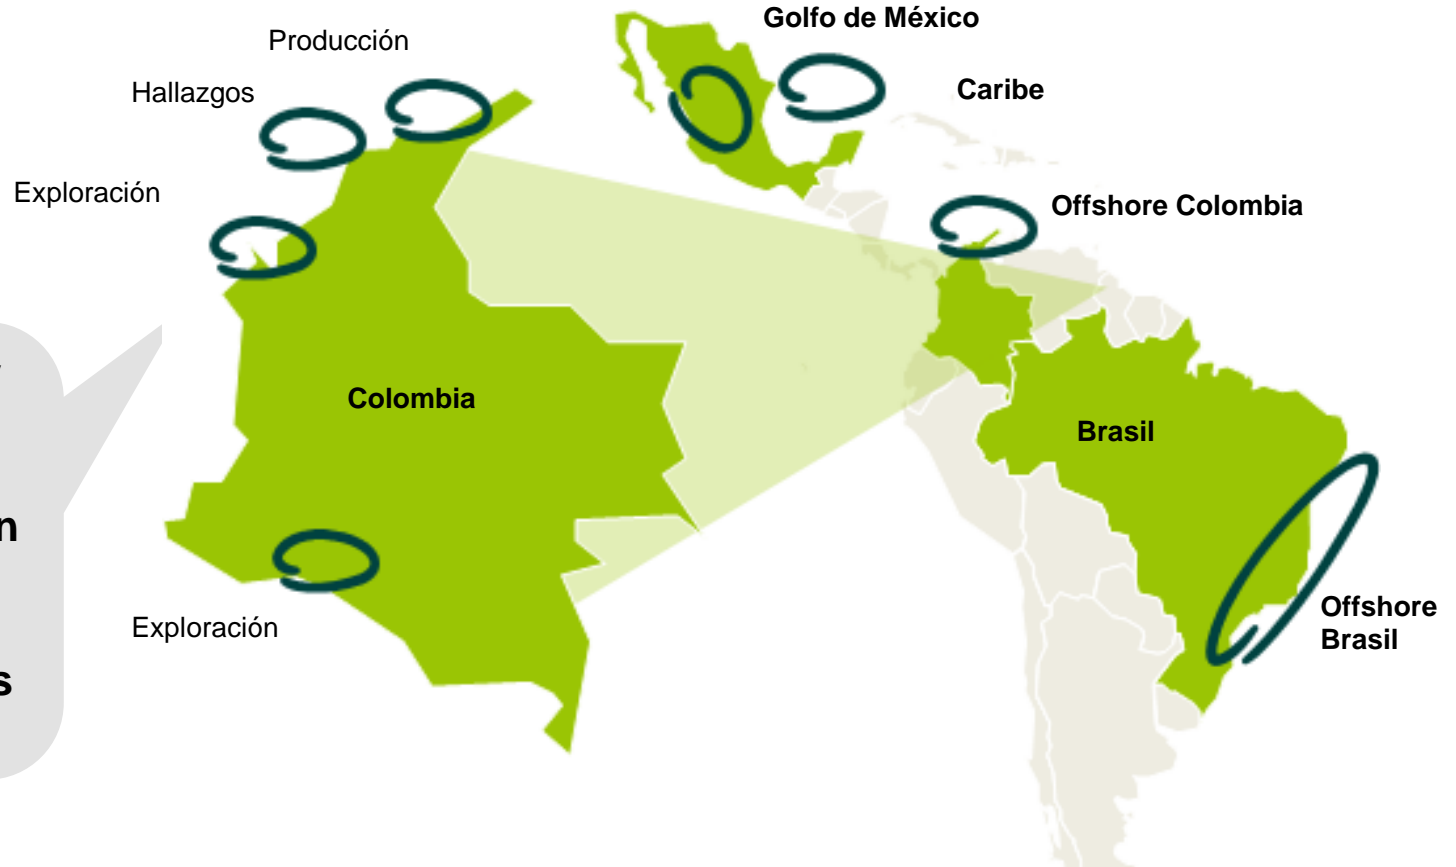 Golfo de México
Producción
Hallazgos
Caribe
Exploración
Offshore Colombia
Colombia
Brasil
Exploración
Offshore
Brasil